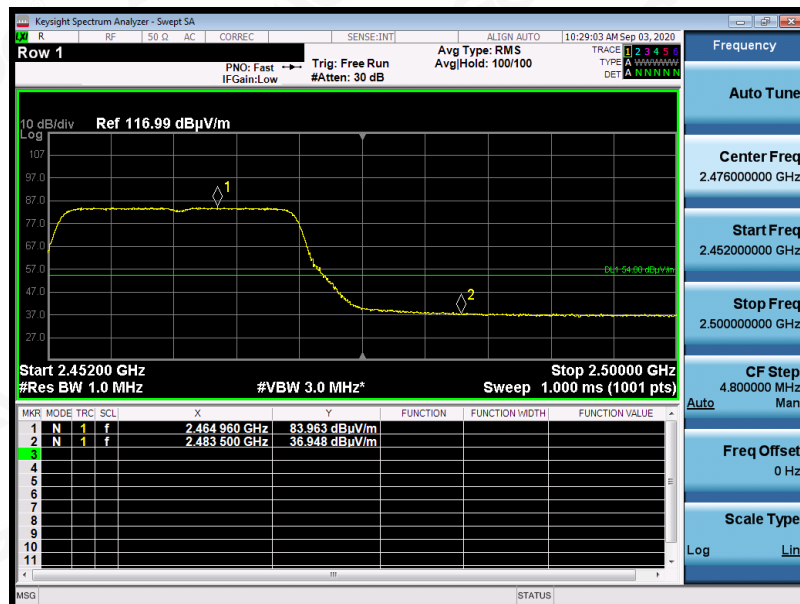 Keysight Spectrum Analyzer - Swept SA
LXI R RF 50 Ω AC CORREC SENSE:INT ALIGN AUTO 10:29:03 AM Sep 03, 2020
Row 1
PNO: Fast
IFGain:Low
Trig: Free Run
#Atten: 30 dB
Avg Type: RMS
Avg|Hold: 100/100
TRACE 1 2 3 4 5 6
TYPE A WWWWW
DET A N N N N N
10 dB/div Ref 116.99 dBµV/m
Log
107
97.0
87.0
77.0
67.0
57.0
47.0
37.0
27.0
1
2
DL1 54.00 dBµV/m
Start 2.45200 GHz Stop 2.50000 GHz
#Res BW 1.0 MHz #VBW 3.0 MHz* Sweep 1.000 ms (1001 pts)
MKR MODE TRC SCL X Y FUNCTION FUNCTION WIDTH FUNCTION VALUE
1 N 1 f 2.464 960 GHz 83.963 dBµV/m
2 N 1 f 2.483 500 GHz 36.948 dBµV/m
3
4
5
6
7
8
9
10
11
MSG STATUS
Frequency
Auto Tune
Center Freq
2.476000000 GHz
Start Freq
2.452000000 GHz
Stop Freq
2.500000000 GHz
CF Step
4.800000 MHz
Auto Man
Freq Offset
0 Hz
Scale Type
Log Lin